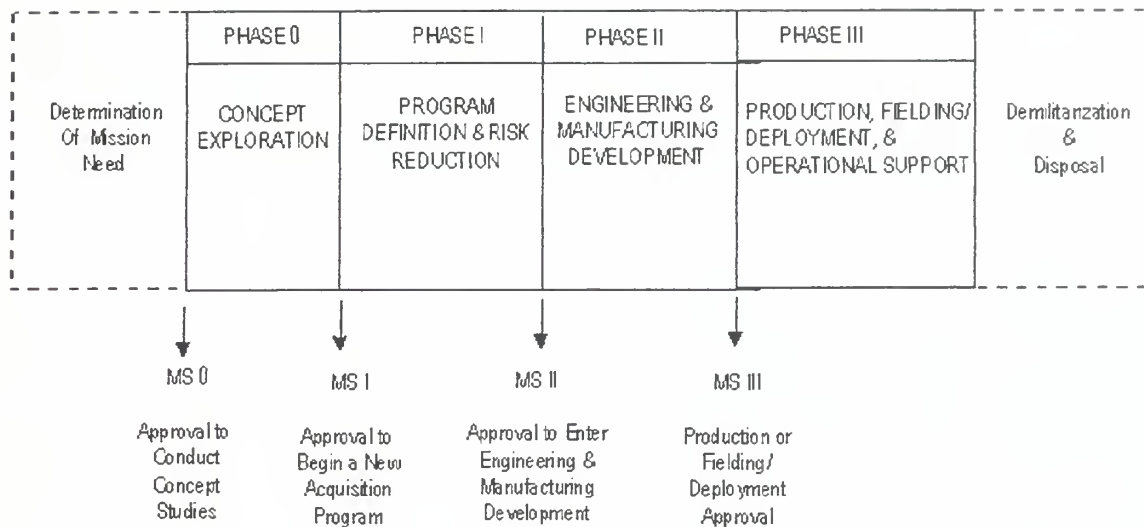 PHASE 0
PHASE I
PHASE II
PHASE III
Determination
Of Mission
Need
CONCEPT
EXPLORATION
PROGRAM
DEFINITION & RISK
REDUCTION
ENGINEERING &
MANUFACTURING
DEVELOPMENT
PRODUCTION, FIELDING/
DEPLOYMENT, &
OPERATIONAL SUPPORT
Demilitarization
&
Disposal
MS 0
Approval to
Conduct
Concept
Studies
MS I
Approval to
Begin a New
Acquisition
Program
MS II
Approval to Enter
Engineering &
Manufacturing
Development
MS III
Production or
Fielding/
Deployment
Approval